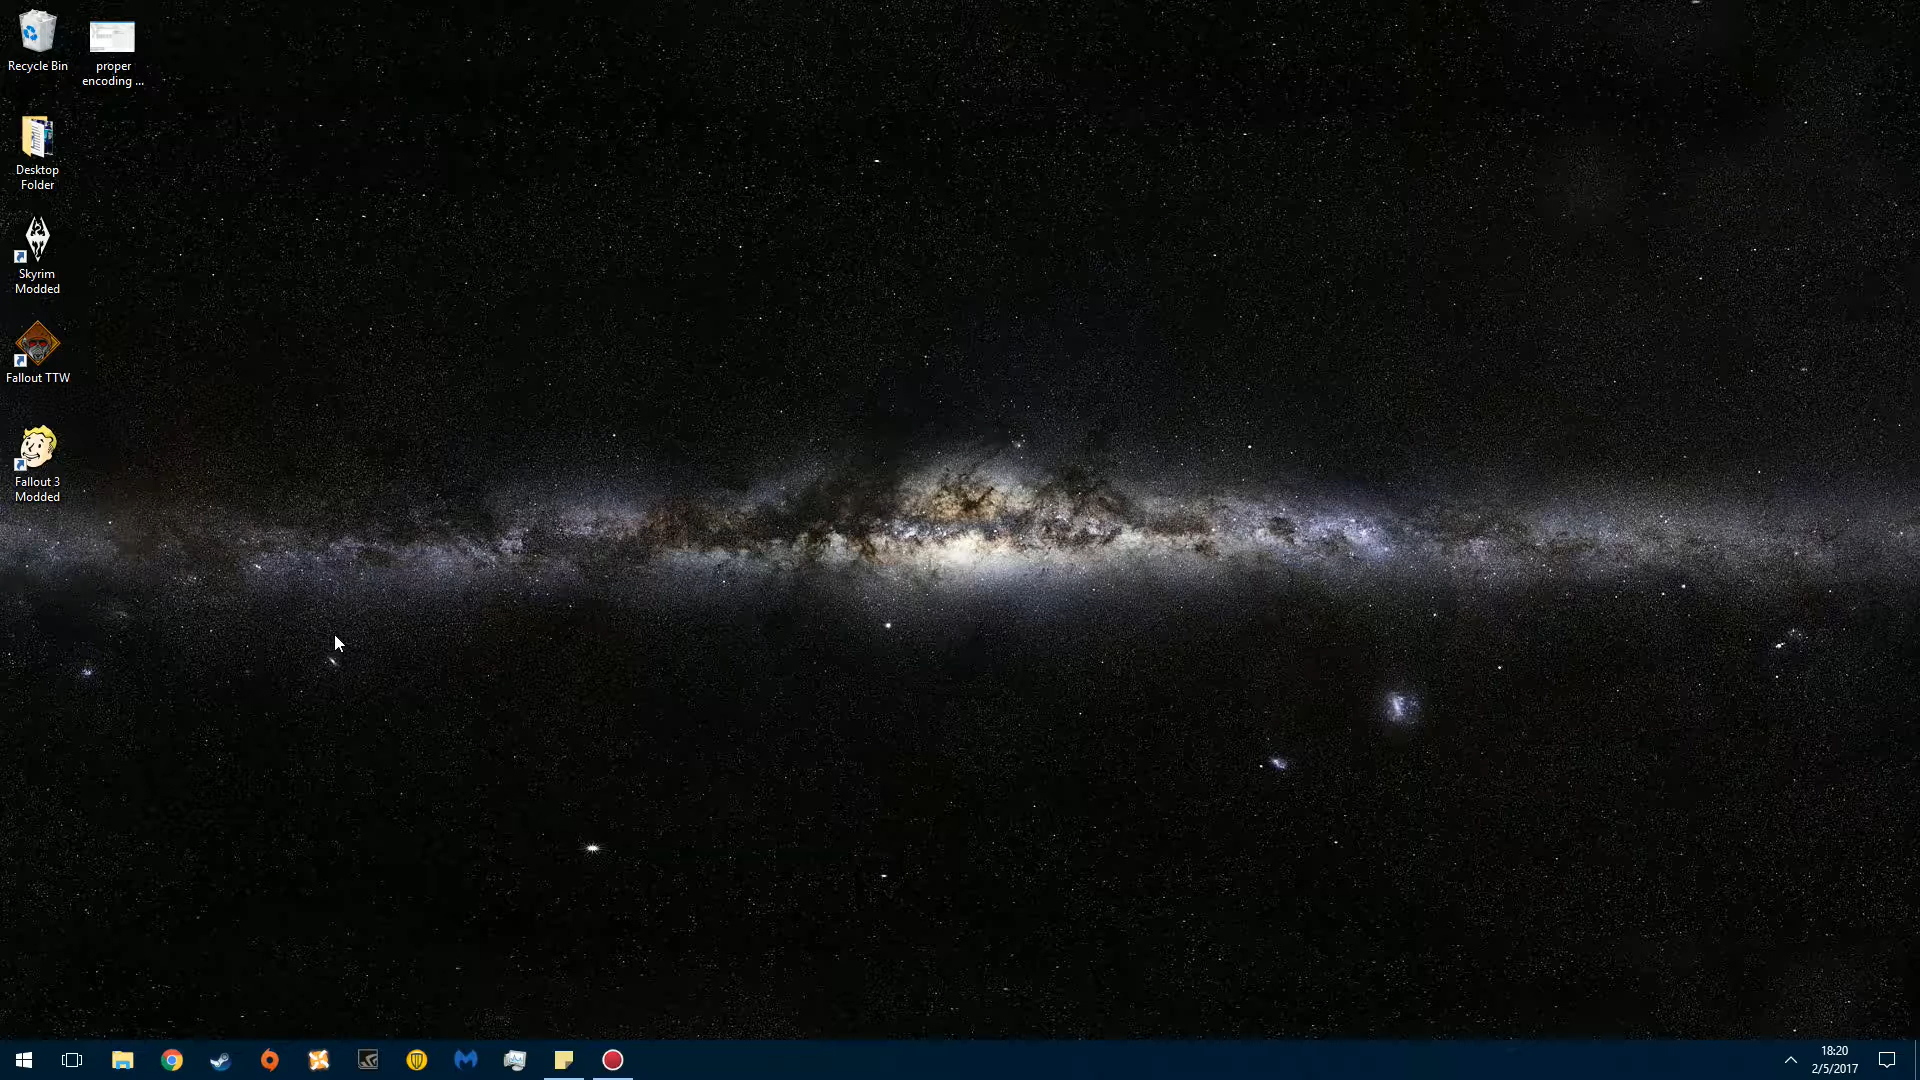 Recycle Bin
proper
encoding ...
Desktop
Folder
Skyrim
Modded
Fallout TTW
Fallout 3
Modded
18:20
2/5/2017